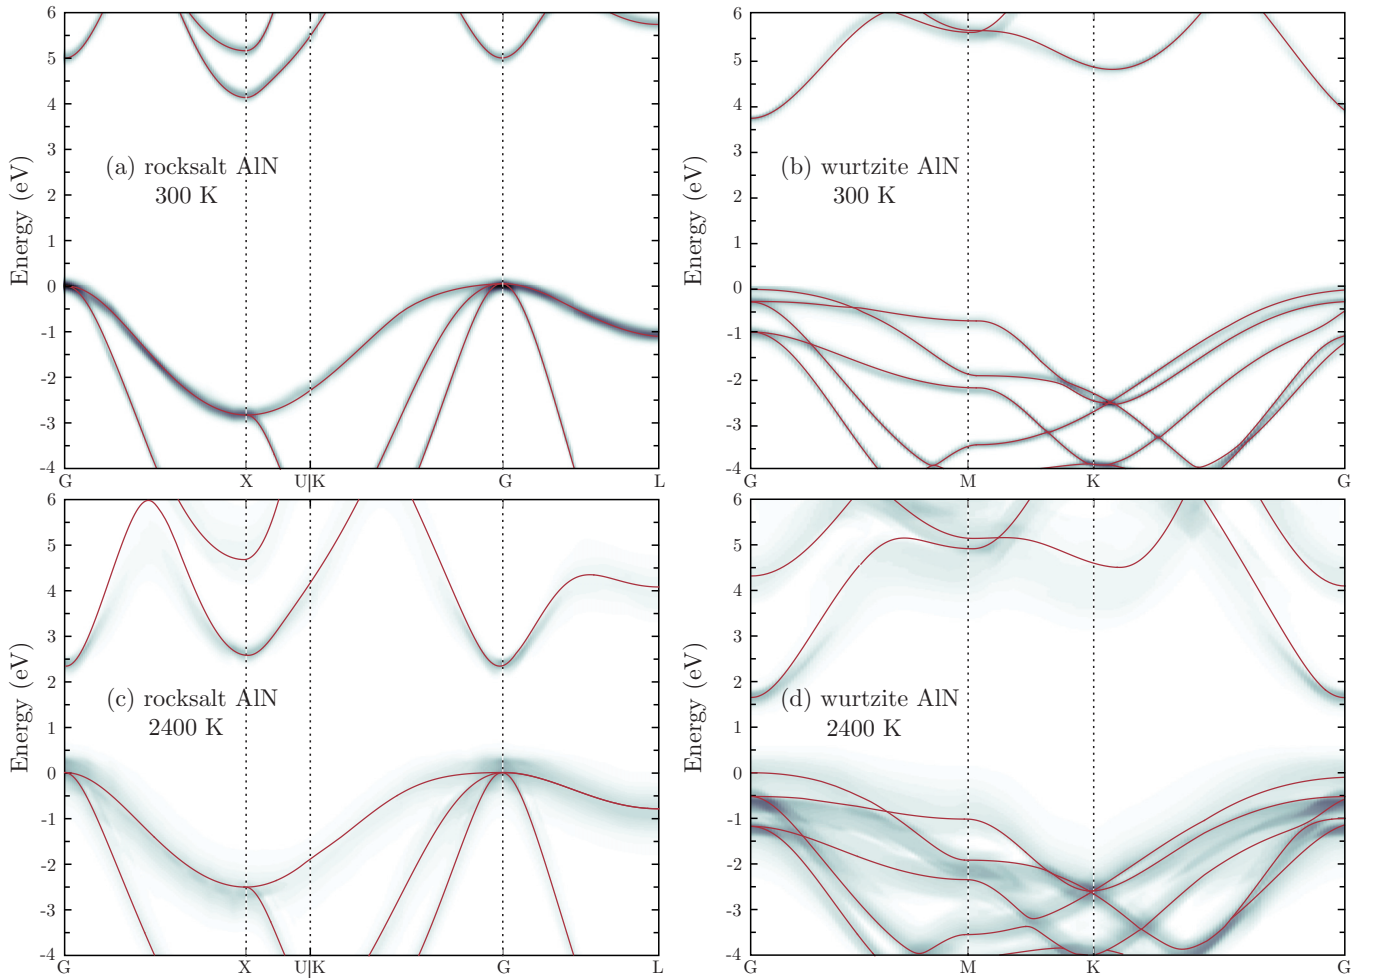 6
5
4
3
2
1
0
-1
-2
-3
-4
Energy (eV)
(a) rocksalt AlN
300 K
G X U|K G L
6
5
4
3
2
1
0
-1
-2
-3
-4
Energy (eV)
(b) wurtzite AlN
300 K
G M K G
6
5
4
3
2
1
0
-1
-2
-3
-4
Energy (eV)
(c) rocksalt AlN
2400 K
G X U|K G L
6
5
4
3
2
1
0
-1
-2
-3
-4
Energy (eV)
(d) wurtzite AlN
2400 K
G M K G